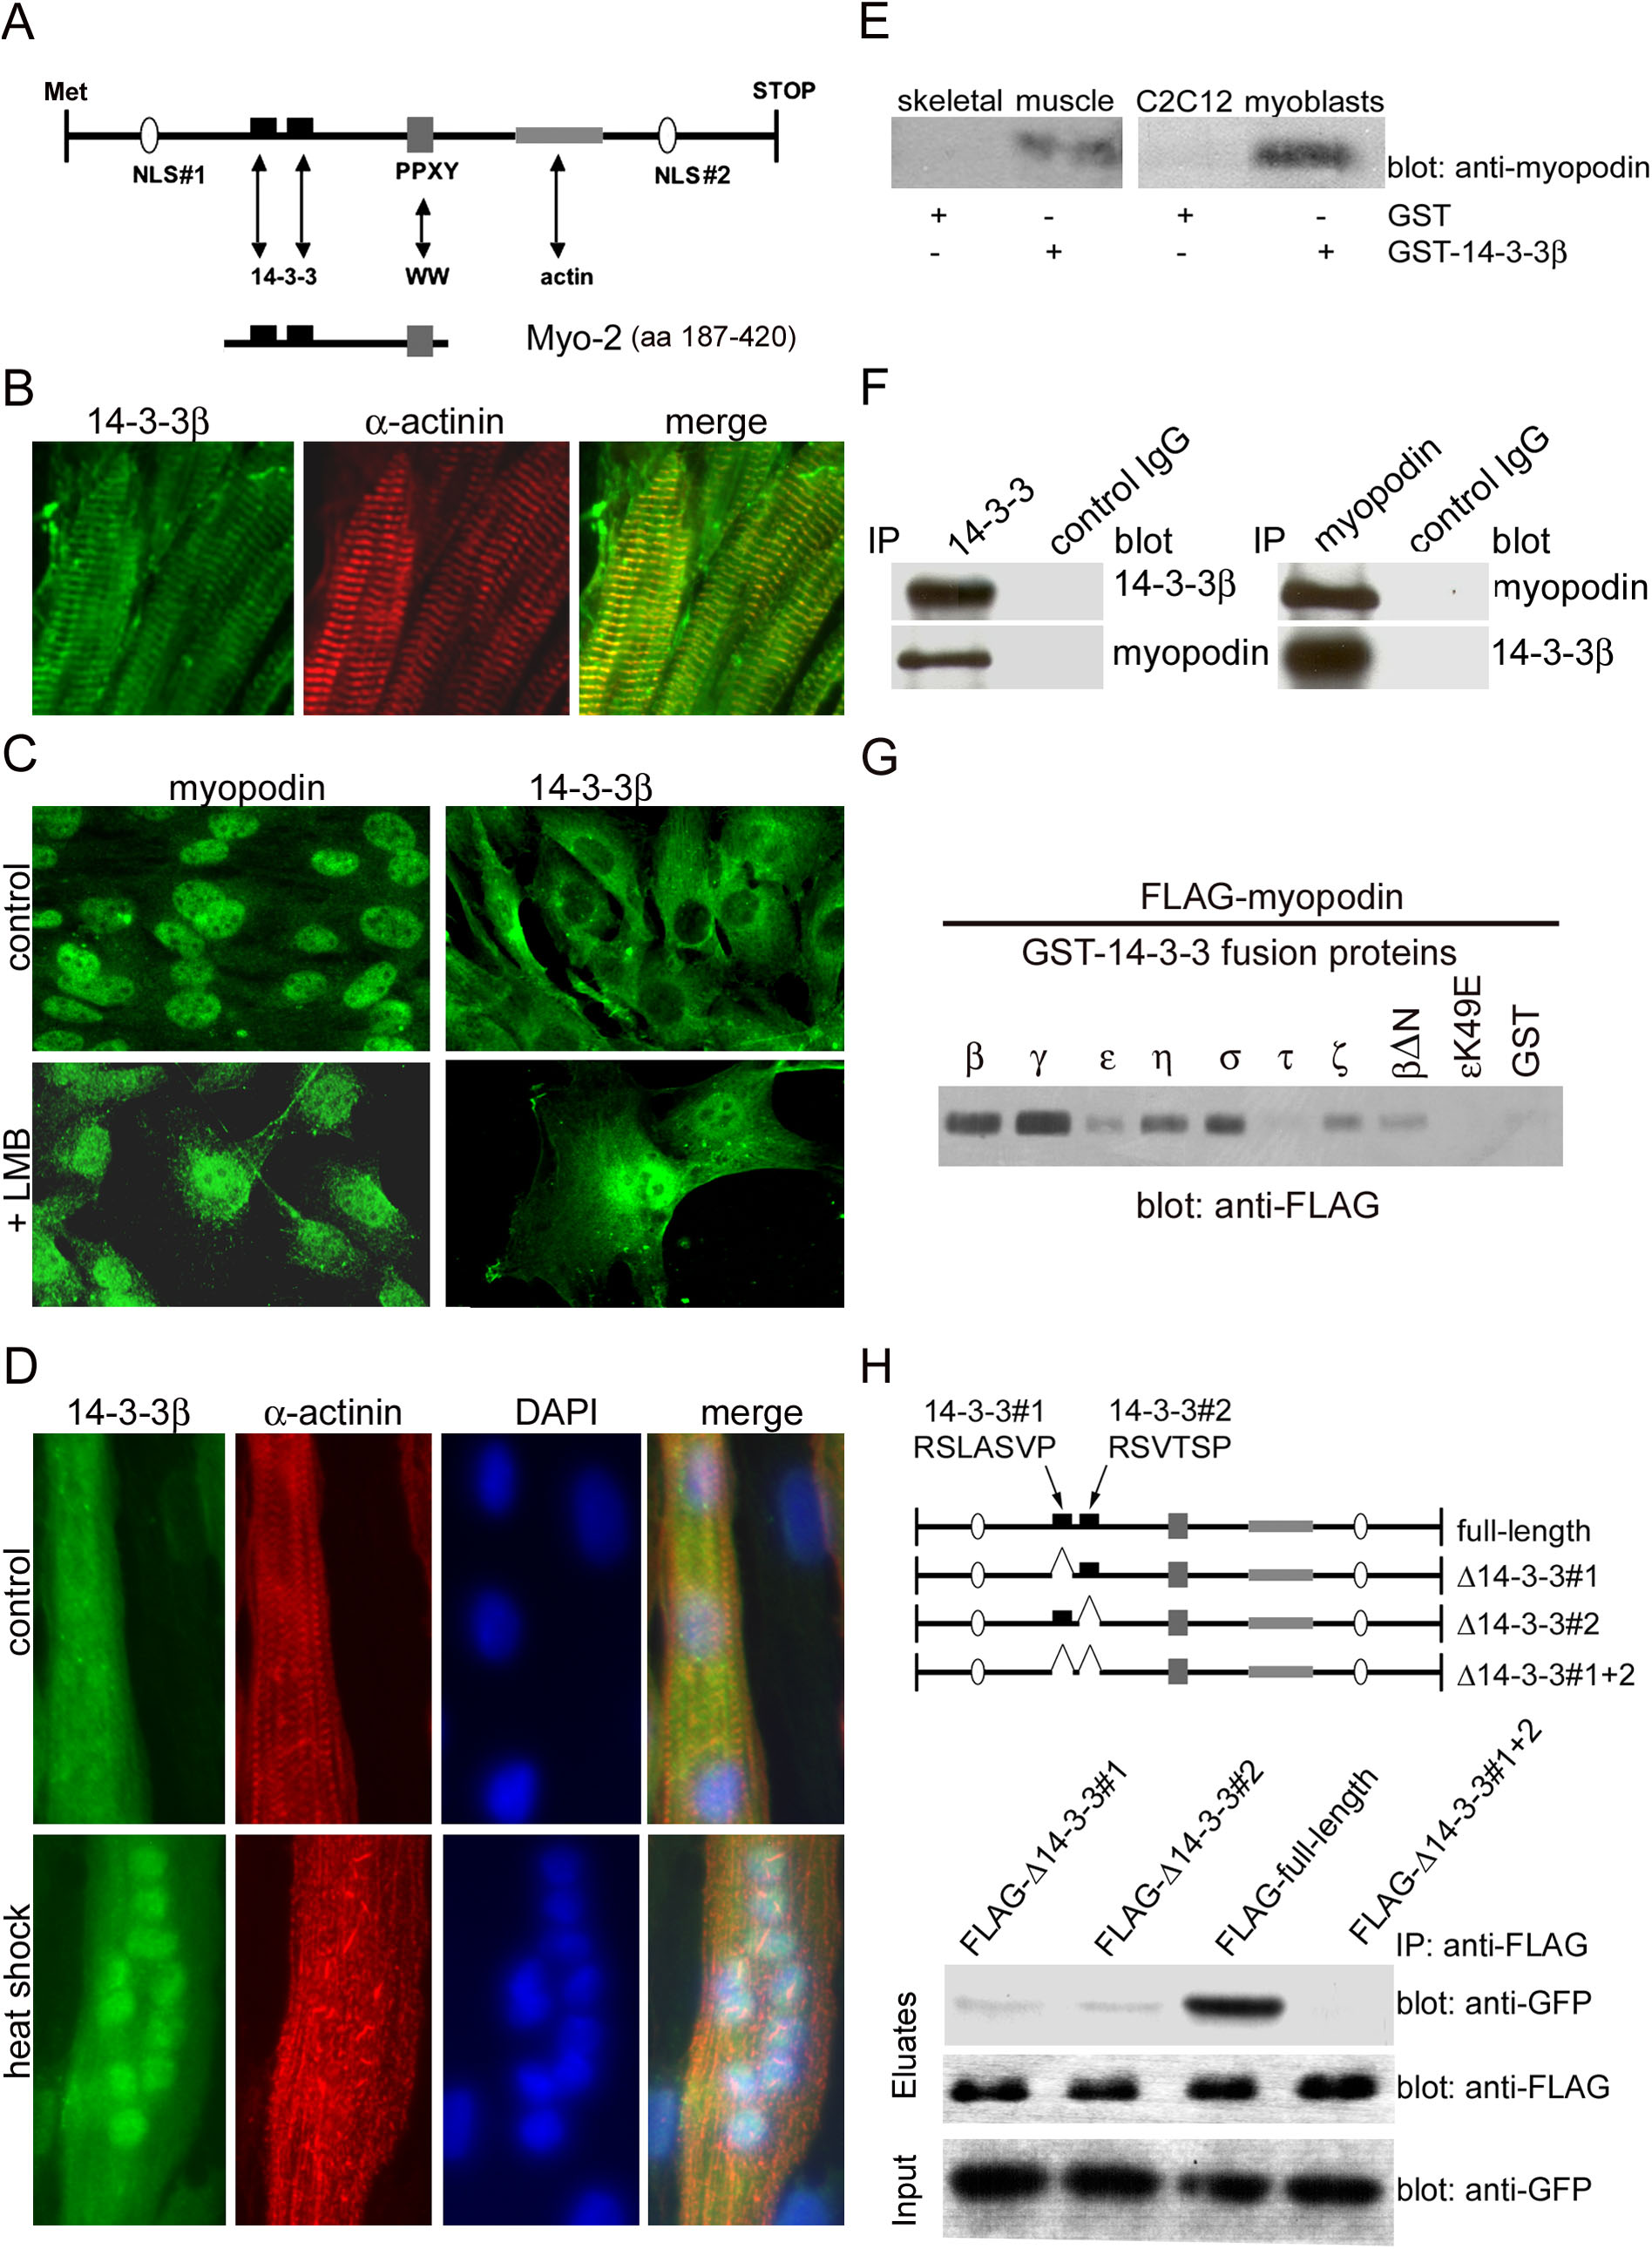 A
Met
STOP
NLS#1
PPXY
NLS#2
14-3-3
WW
actin
Myo-2 (aa 187-420)
B
14-3-3β
α-actinin
merge
C
myopodin
14-3-3β
control
+ LMB
D
14-3-3β
α-actinin
DAPI
merge
control
heat shock
E
skeletal muscle
C2C12 myoblasts
blot: anti-myopodin
+ - + - GST
- + - + GST-14-3-3β
F
IP
14-3-3
control IgG
blot
14-3-3β
myopodin
IP
myopodin
control IgG
blot
myopodin
14-3-3β
G
FLAG-myopodin
GST-14-3-3 fusion proteins
β γ ε η σ τ ζ βΔN εK49E GST
blot: anti-FLAG
H
14-3-3#1
RSLASVP
14-3-3#2
RSVTSP
full-length
Δ14-3-3#1
Δ14-3-3#2
Δ14-3-3#1+2
FLAG-Δ14-3-3#1
FLAG-Δ14-3-3#2
FLAG-full-length
FLAG-Δ14-3-3#1+2
IP: anti-FLAG
Eluates
blot: anti-GFP
blot: anti-FLAG
Input
blot: anti-GFP